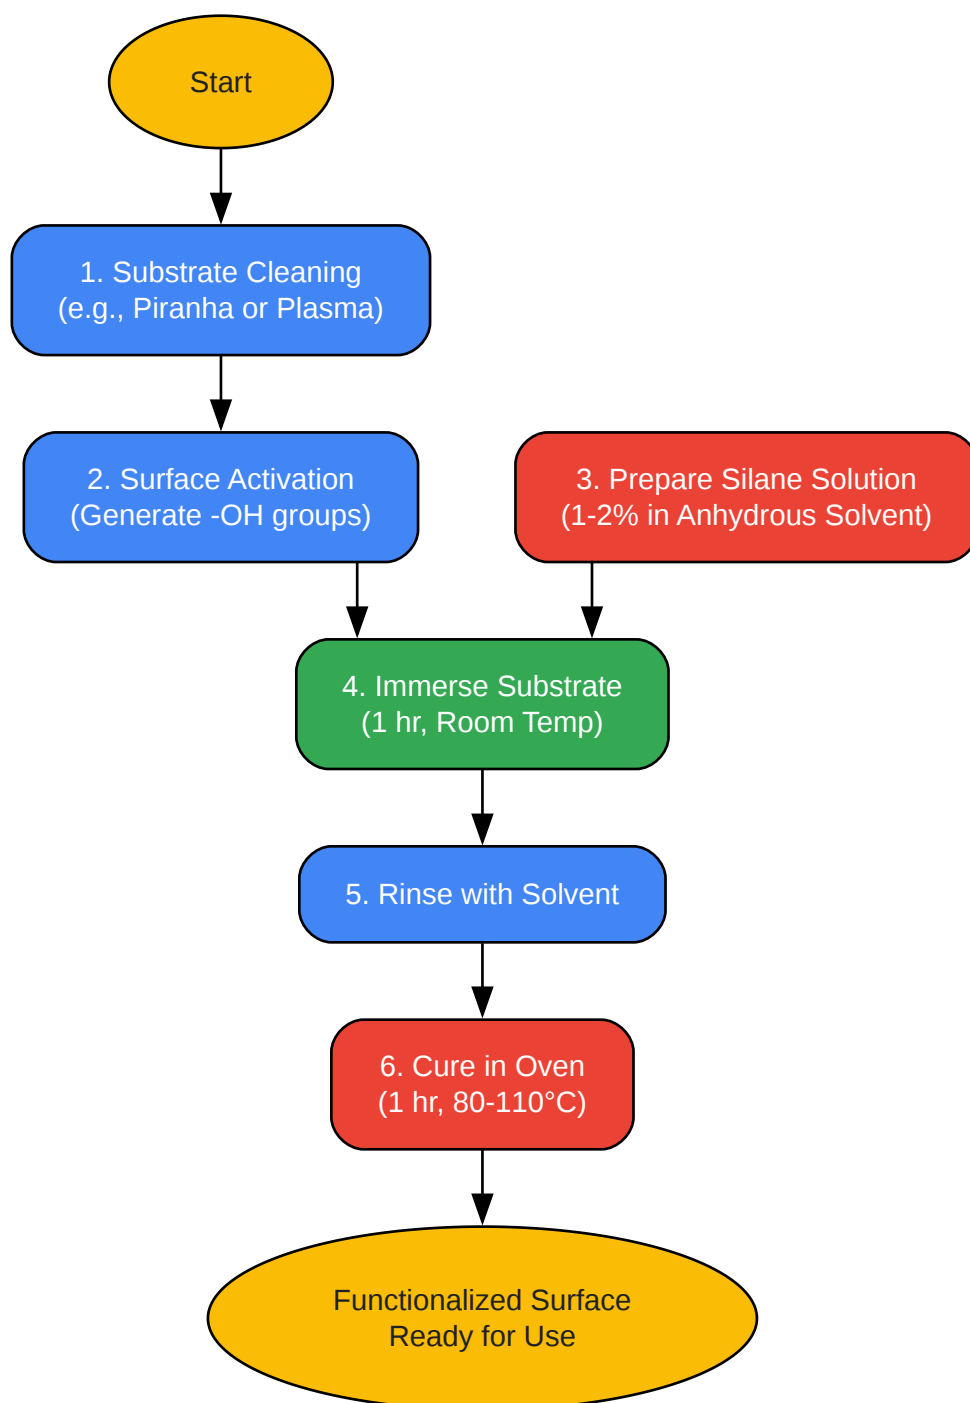 Start
1. Substrate Cleaning
(e.g., Piranha or Plasma)
2. Surface Activation
(Generate -OH groups)
3. Prepare Silane Solution
(1-2% in Anhydrous Solvent)
4. Immerse Substrate
(1 hr, Room Temp)
5. Rinse with Solvent
6. Cure in Oven
(1 hr, 80-110°C)
Functionalized Surface
Ready for Use